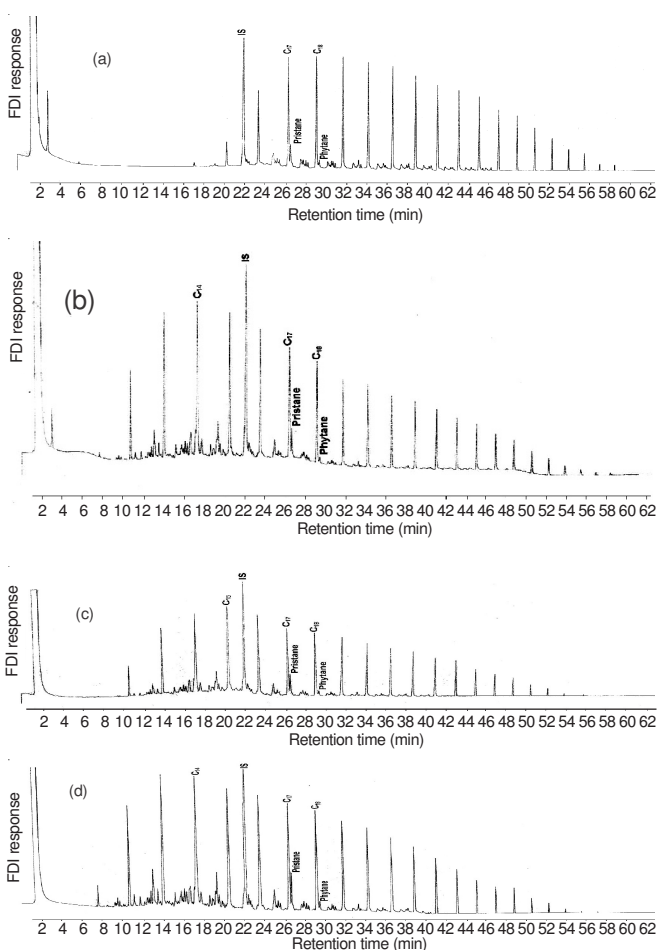 FDI response
(a)
IS
C₁₇
Pristane
C₁₈
Phytane
2 4 6 8 10 12 14 16 18 20 22 24 26 28 30 32 34 36 38 40 42 44 46 48 50 52 54 56 58 60 62
Retention time (min)
FDI response
(b)
C₁₄
IS
C₁₇
Pristane
C₁₈
Phytane
2 4 6 8 10 12 14 16 18 20 22 24 26 28 30 32 34 36 38 40 42 44 46 48 50 52 54 56 58 60 62
Retention time (min)
FDI response
(c)
IS
C₁₇
Pristane
Phytane
2 4 6 8 10 12 14 16 18 20 22 24 26 28 30 32 34 36 38 40 42 44 46 48 50 52 54 56 58 60 62
Retention time (min)
FDI response
(d)
C₁₄
IS
C₁₇
Pristane
Phytane
2 4 6 8 10 12 14 16 18 20 22 24 26 28 30 32 34 36 38 40 42 44 46 48 50 52 54 56 58 60 62
Retention time (min)